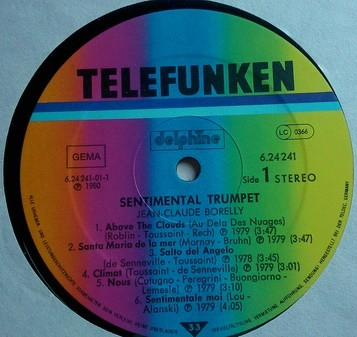 TELEFUNKEN
delphine
LC 0366
GEMA
6.24241
6.24 241-01-1
Side 1 STEREO
Ⓟ 1980
SENTIMENTAL TRUMPET
JEAN-CLAUDE BORELLY
1. Above The Clouds (Au Dela Des Nuages)
(Robin - Toussaint - Rech) Ⓟ 1979 (3:47)
2. Santa Maria de la mer (Marnay - Bruhn) Ⓟ 1979 (3:47)
3. Salto del Angelo
(de Senneville - Toussaint) Ⓟ 1978 (3:45)
4. Climat (Toussaint - de Senneville) Ⓟ 1979 (3:01)
5. Nous (Cutugno - Peregrini - Buongiorno -
Lemesle) Ⓟ 1979 (3:10)
6. Sentimentale moi (Lou -
Alanski) Ⓟ 1979 (4:05)
33